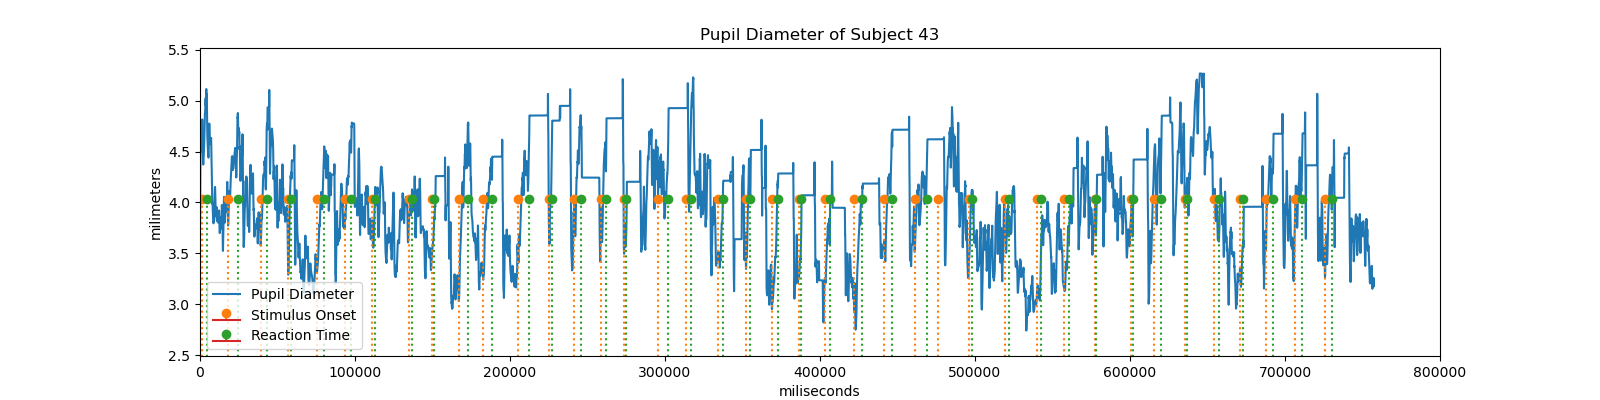 Pupil Diameter of Subject 43
5.5
5.0
4.5
4.0
3.5
3.0
2.5
milimeters
Pupil Diameter
Stimulus Onset
Reaction Time
0 100000 200000 300000 400000 500000 600000 700000 800000
miliseconds